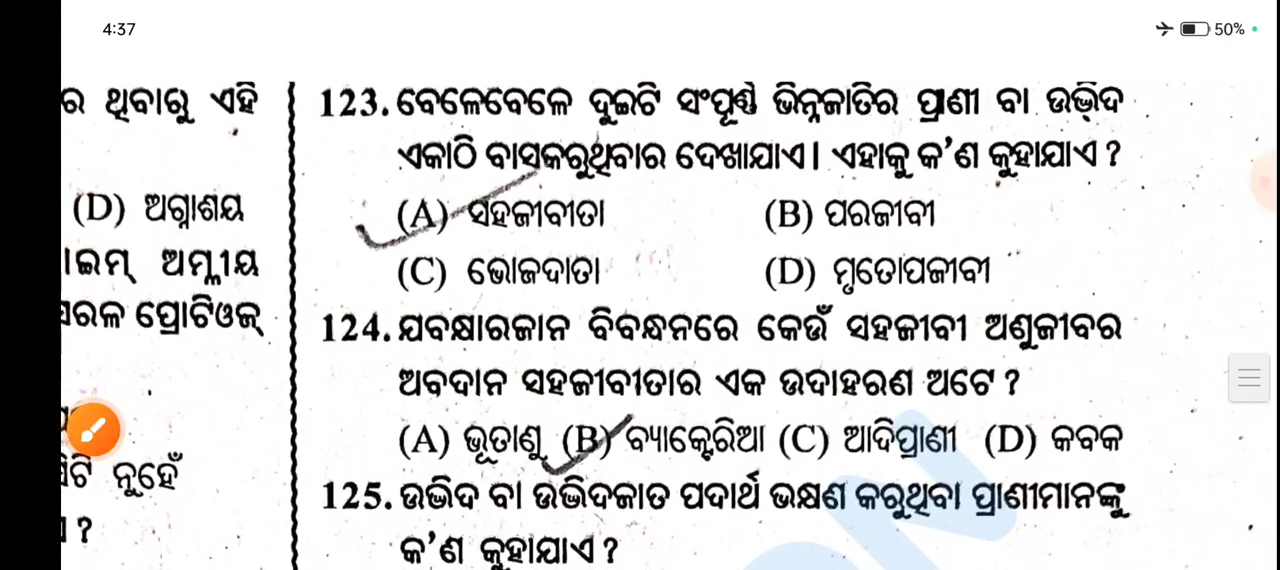 4:37
50%
ର ଥିବାରୁ ଏହି
(D) ଅଗ୍ନାଶୟ
ଇମ୍ ଅମ୍ଳୀୟ
ସରଳ ପ୍ରୋଟିଓଜ୍
ନୁହେଁ
?
123. ବେଳେବେଳେ ଦୁଇଟି ସଂପୂର୍ଣ୍ଣ ଭିନ୍ନଜାତିର ପ୍ରାଣୀ ବା ଉଦ୍ଭିଦ
ଏକାଠି ବାସକରୁଥିବାର ଦେଖାଯାଏ। ଏହାକୁ କ’ଣ କୁହାଯାଏ ?
(A) ସହଜୀବୀତା (B) ପରଜୀବୀ
(C) ଭୋଜଦାତା (D) ମୃତୋପଜୀବୀ
124. ଯବକ୍ଷାରଜାନ ବିବନ୍ଧନରେ କେଉଁ ସହଜୀବୀ ଅଣୁଜୀବର
ଅବଦାନ ସହଜୀବୀତାର ଏକ ଉଦାହରଣ ଅଟେ ?
(A) ଭୂତାଣୁ (B) ବ୍ୟାକ୍ଟେରିଆ (C) ଆଦିପ୍ରାଣୀ (D) କବକ
125. ଉଦ୍ଭିଦ ବା ଉଦ୍ଭିଦଜାତ ପଦାର୍ଥ ଭକ୍ଷଣ କରୁଥିବା ପ୍ରାଣୀମାନଙ୍କୁ
କ’ଣ କୁହାଯାଏ ?